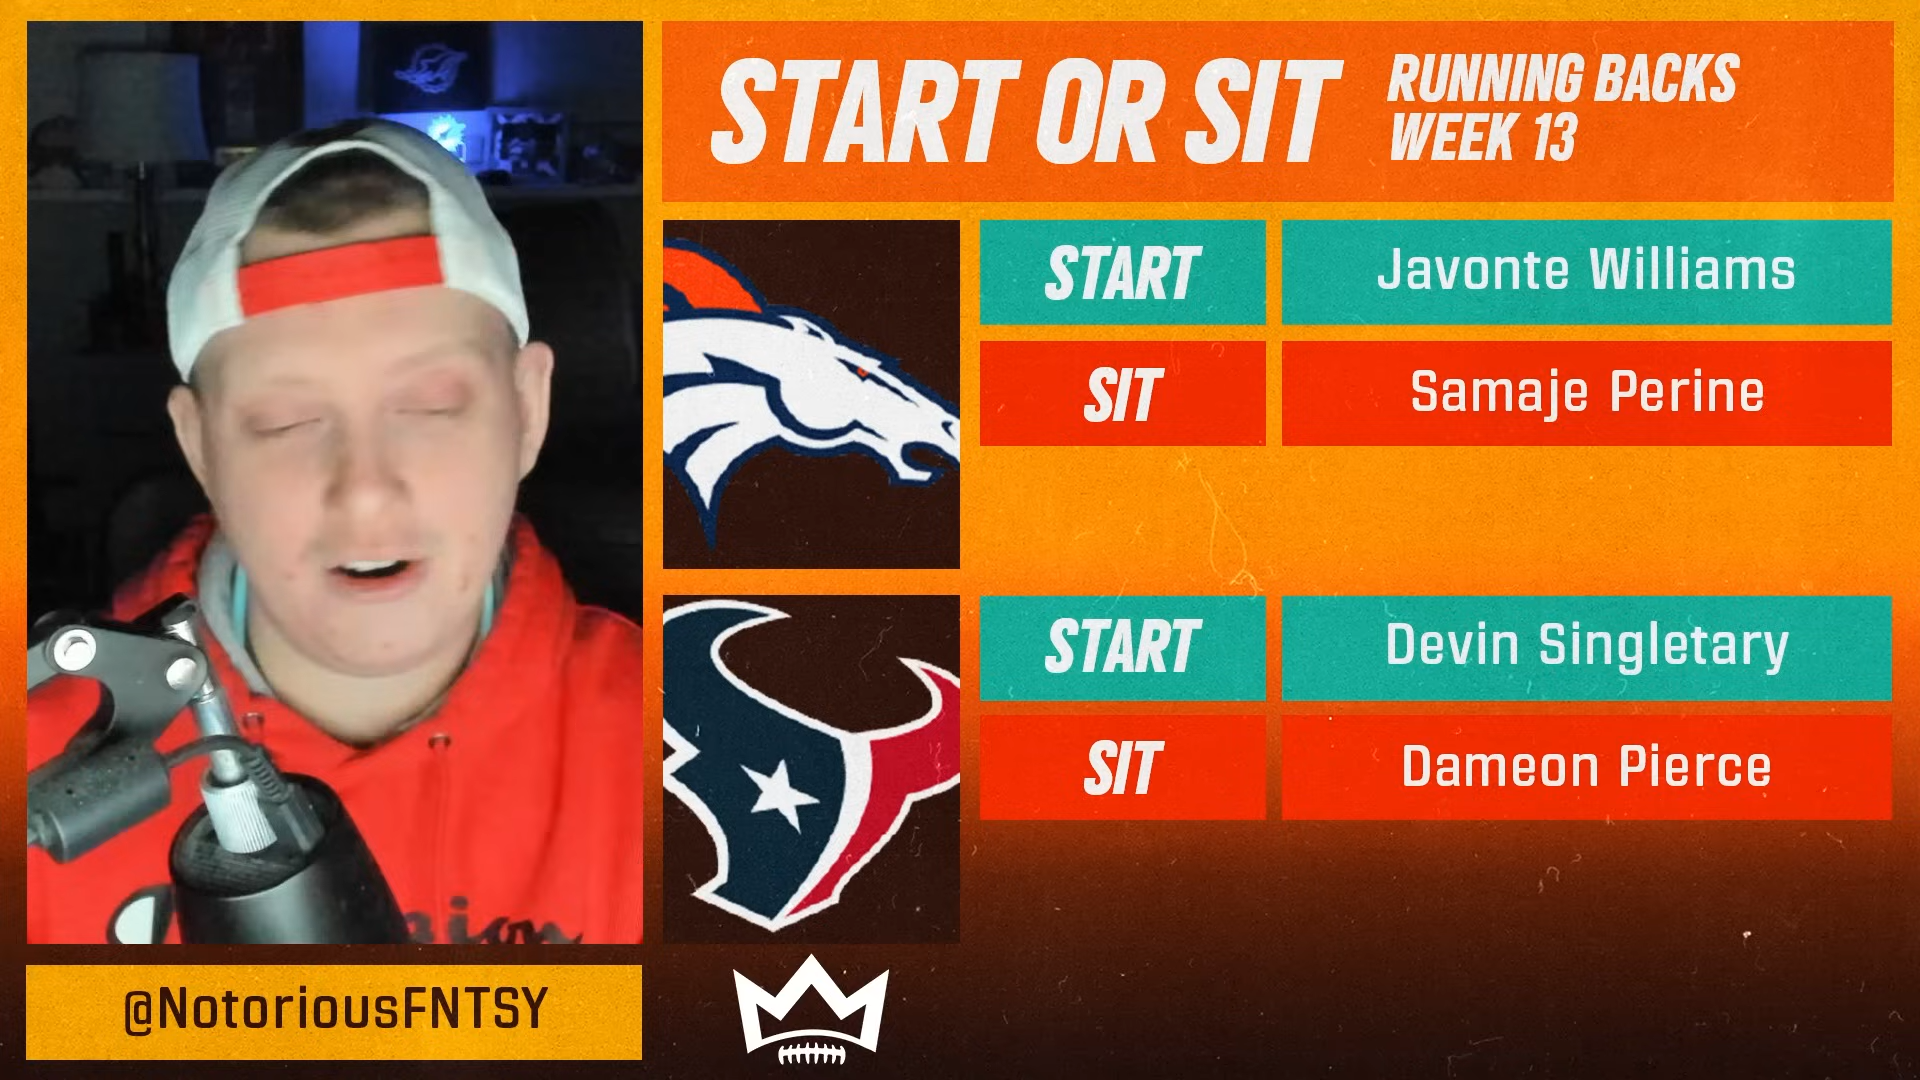 START OR SIT
RUNNING BACKS
WEEK 13
START
Javonte Williams
SIT
Samaje Perine
START
Devin Singletary
SIT
Dameon Pierce
@NotoriousFNTSY